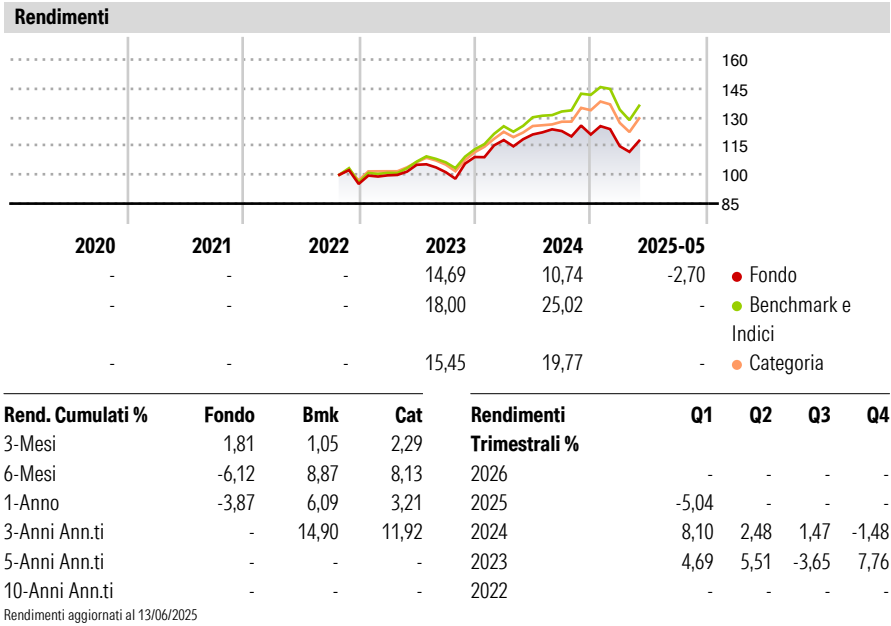 Rendimenti
160
145
130
115
100
85
2020 2021 2022 2023 2024 2025-05
- - - 14,69 10,74 -2,70 Fondo
- - - 18,00 25,02 - Benchmark e
Indici
- - - 15,45 19,77 - Categoria
Rend. Cumulati % Fondo Bmk Cat
3-Mesi 1,81 1,05 2,29
6-Mesi -6,12 8,87 8,13
1-Anno -3,87 6,09 3,21
3-Anni Ann.ti - 14,90 11,92
5-Anni Ann.ti - - -
10-Anni Ann.ti - - -
Rendimenti Q1 Q2 Q3 Q4
Trimestrali %
2026 - - - -
2025 -5,04 - - -
2024 8,10 2,48 1,47 -1,48
2023 4,69 5,51 -3,65 7,76
2022 - - - -
Rendimenti aggiornati al 13/06/2025